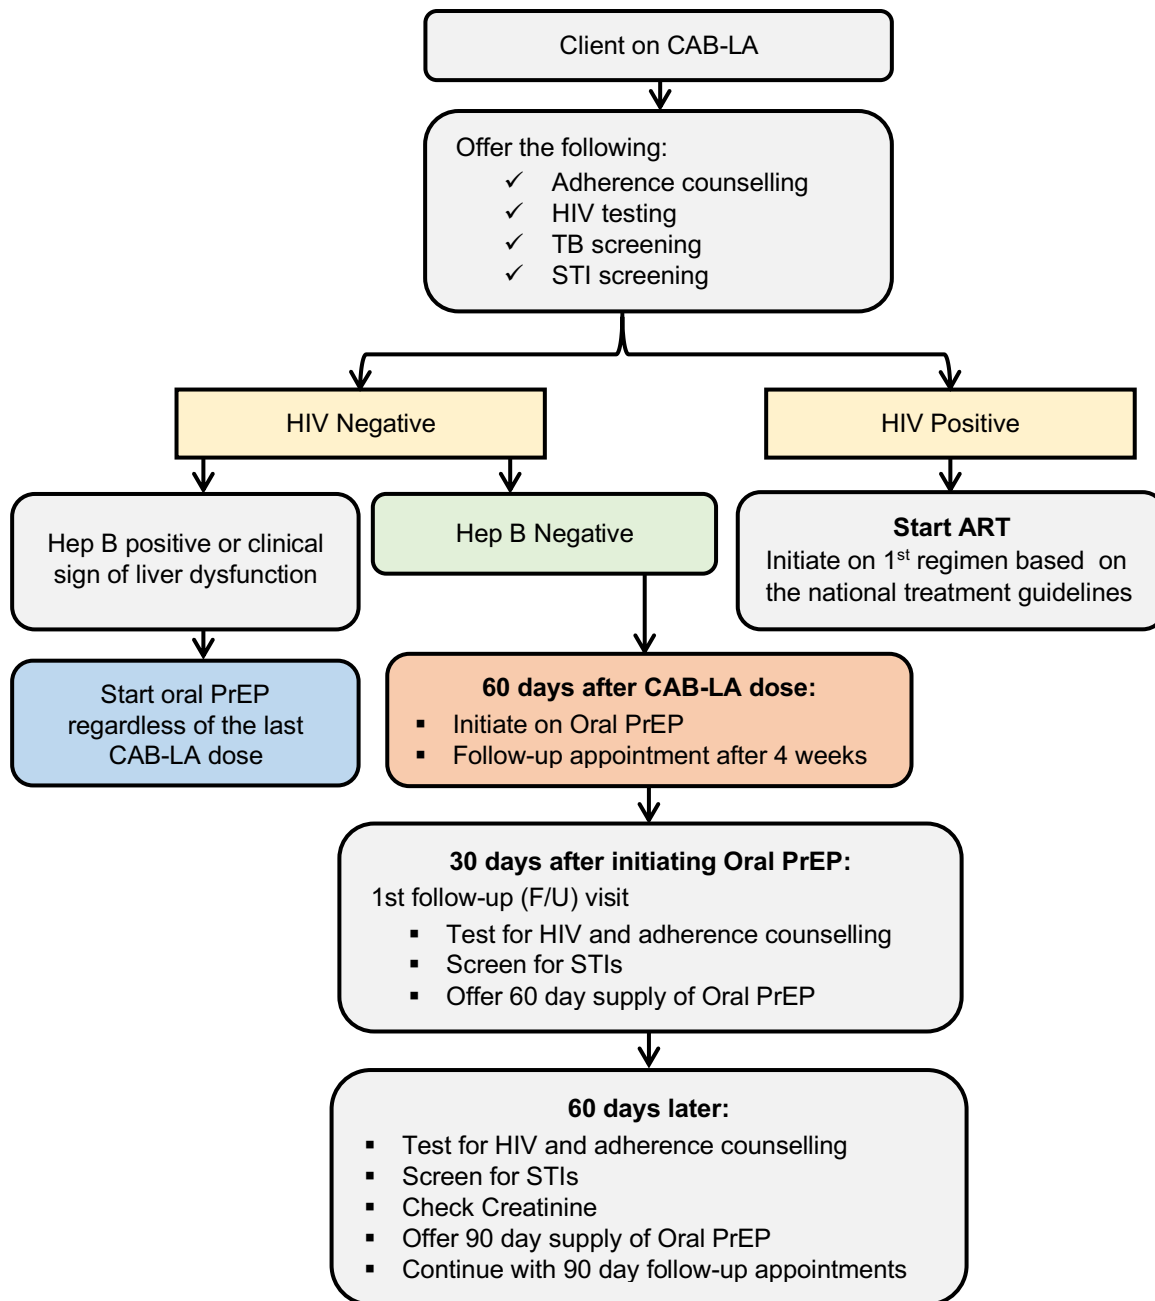 Client on CAB-LA
Offer the following:
✓ Adherence counselling
✓ HIV testing
✓ TB screening
✓ STI screening
HIV Negative
HIV Positive
Hep B positive or clinical
sign of liver dysfunction
Hep B Negative
Start ART
Initiate on 1st regimen based on
the national treatment guidelines
Start oral PrEP
regardless of the last
CAB-LA dose
60 days after CAB-LA dose:
▪ Initiate on Oral PrEP
▪ Follow-up appointment after 4 weeks
30 days after initiating Oral PrEP:
1st follow-up (F/U) visit
▪ Test for HIV and adherence counselling
▪ Screen for STIs
▪ Offer 60 day supply of Oral PrEP
60 days later:
▪ Test for HIV and adherence counselling
▪ Screen for STIs
▪ Check Creatinine
▪ Offer 90 day supply of Oral PrEP
▪ Continue with 90 day follow-up appointments